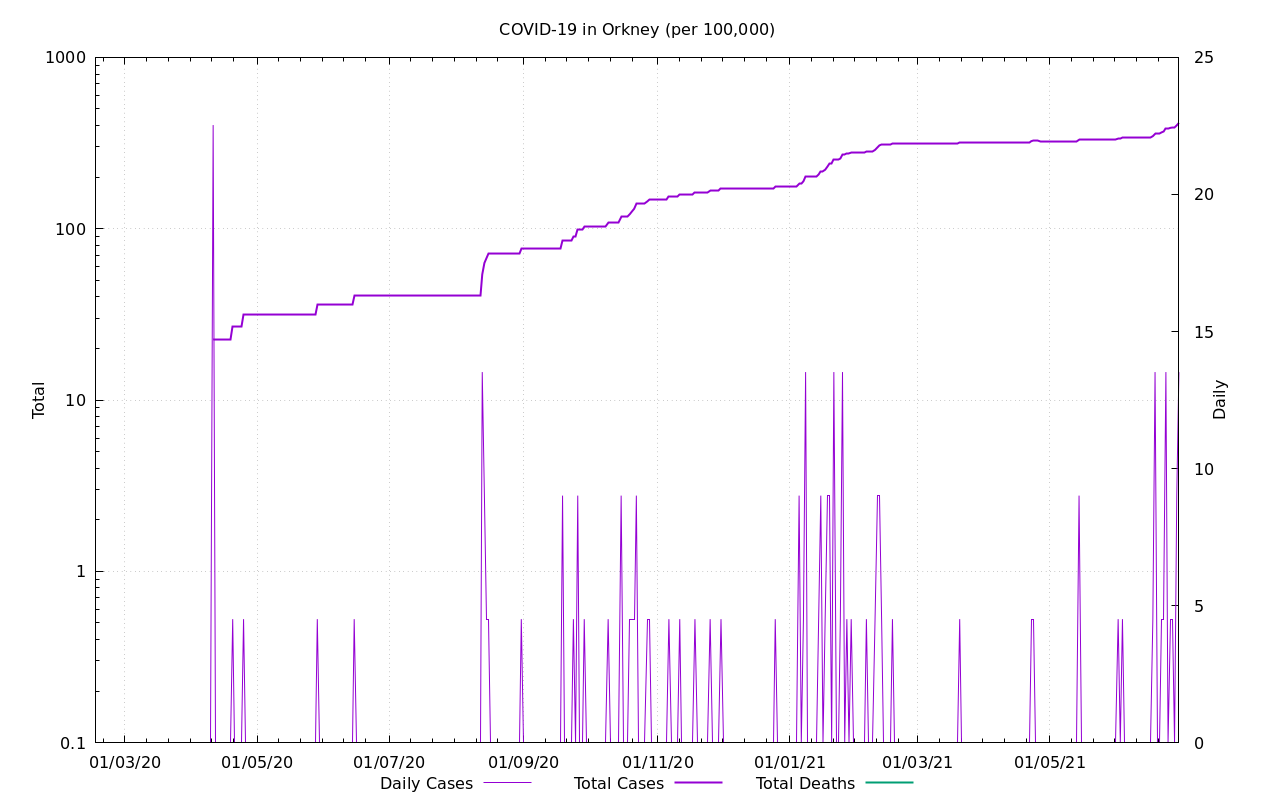 COVID-19 in Orkney (per 100,000)
1000
100
10
1
0.1
Total
25
20
15
10
5
0
Daily
01/03/20 01/05/20 01/07/20 01/09/20 01/11/20 01/01/21 01/03/21 01/05/21
Daily Cases Total Cases Total Deaths